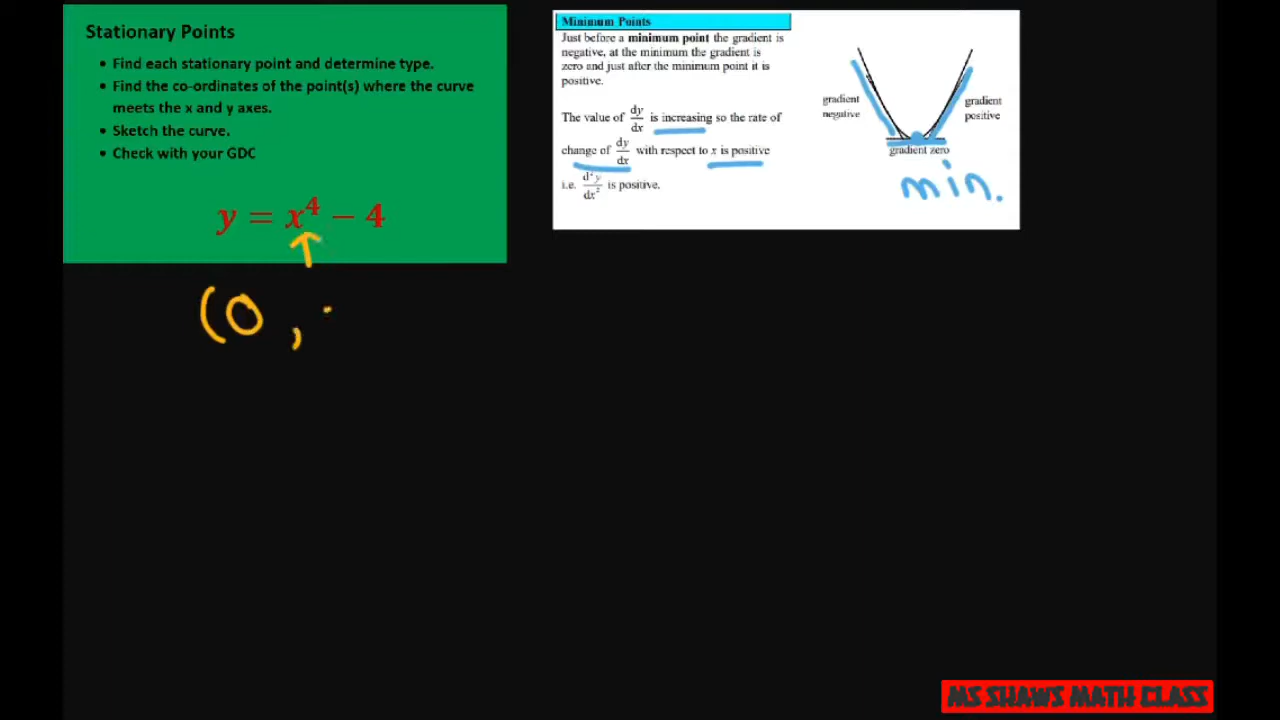 Stationary Points
• Find each stationary point and determine type.
• Find the co-ordinates of the point(s) where the curve
meets the x and y axes.
• Sketch the curve.
• Check with your GDC
y = x⁴ − 4
(0 ,
Minimum Points
Just before a minimum point the gradient is
negative, at the minimum the gradient is
zero and just after the minimum point it is
positive.
The value of dy/dx is increasing so the rate of
change of dy/dx with respect to x is positive
i.e. d²y/dx² is positive.
gradient
negative
gradient
positive
gradient zero
min.
MS SHAWS MATH CLASS